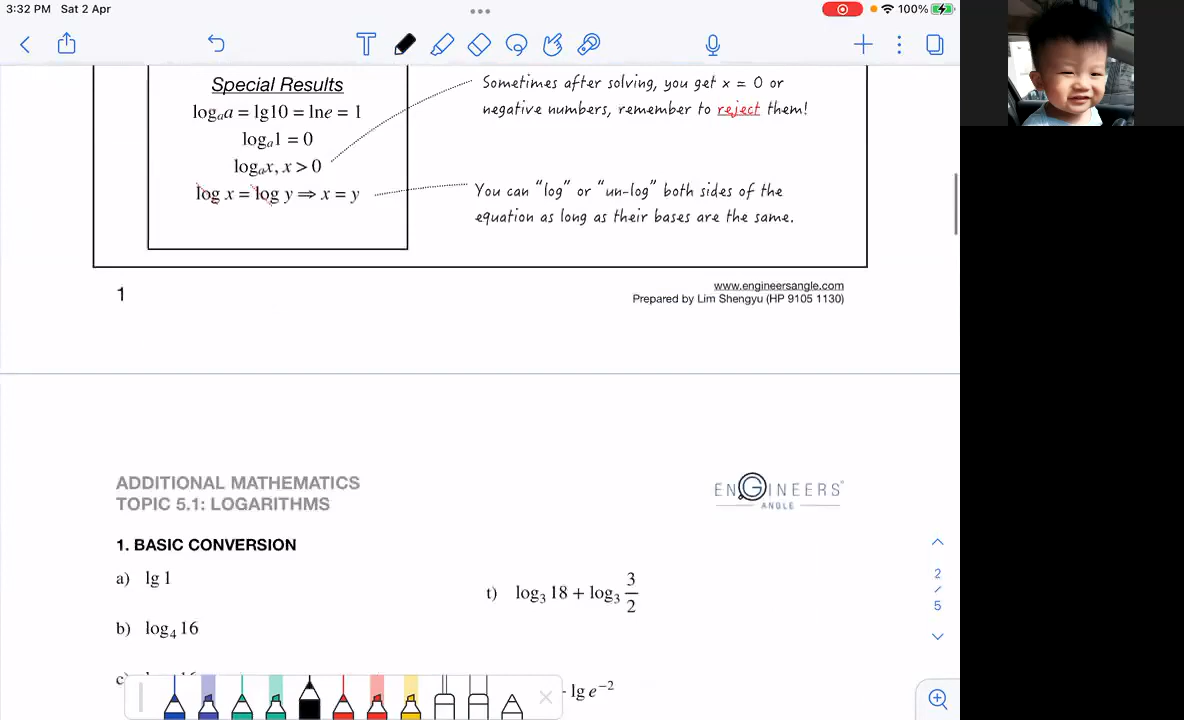 3:32 PM Sat 2 Apr
100%
Special Results
logₐa = lg10 = lne = 1
logₐ1 = 0
logₐx, x > 0
log x = log y ⇒ x = y
Sometimes after solving, you get x = 0 or
negative numbers, remember to reject them!
You can "log" or "un-log" both sides of the
equation as long as their bases are the same.
1
www.engineersangle.com
Prepared by Lim Shengyu (HP 9105 1130)
ADDITIONAL MATHEMATICS
TOPIC 5.1: LOGARITHMS
ENGINEERS
ANGLE
1. BASIC CONVERSION
a) lg 1
b) log₄ 16
t) log₃ 18 + log₃ 3/2
- lg e⁻²
2
/
5